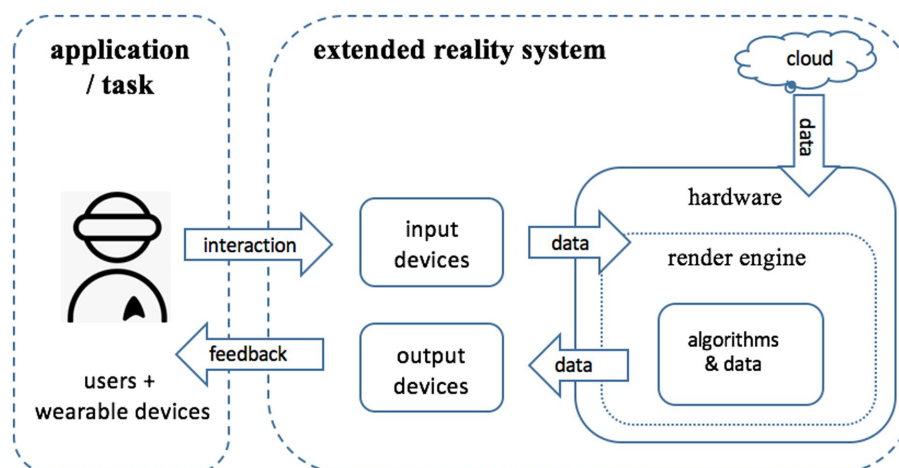 application
/ task
extended reality system
cloud
data
hardware
interaction
input
devices
data
render engine
feedback
output
devices
data
algorithms
& data
users +
wearable devices